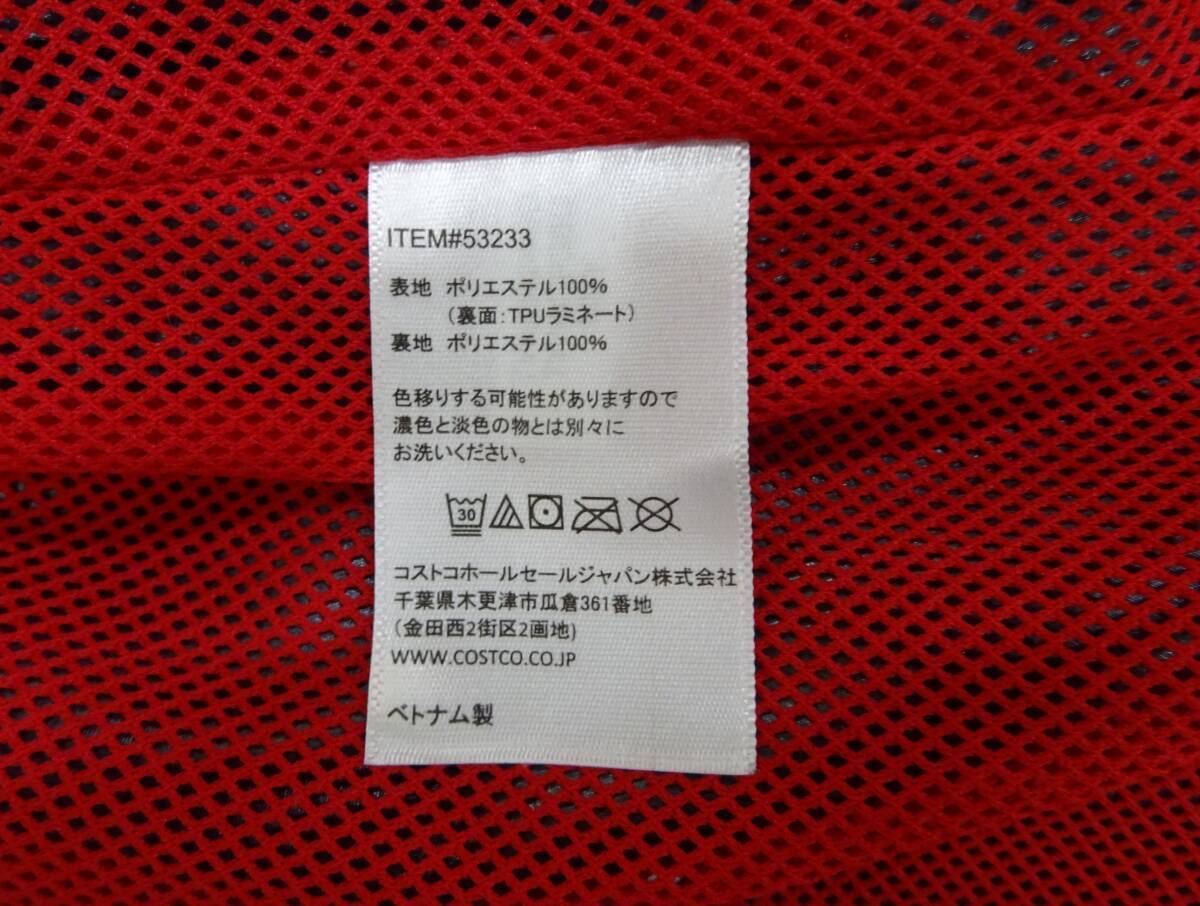 ITEM#53233
表地 ポリエステル100%
(裏面:TPUラミネート)
裏地 ポリエステル100%
色移りする可能性がありますので
濃色と淡色の物とは別々に
お洗いください。
30
コストコホールセールジャパン株式会社
千葉県木更津市瓜倉361番地
(金田西2街区2画地)
WWW.COSTCO.CO.JP
ベトナム製